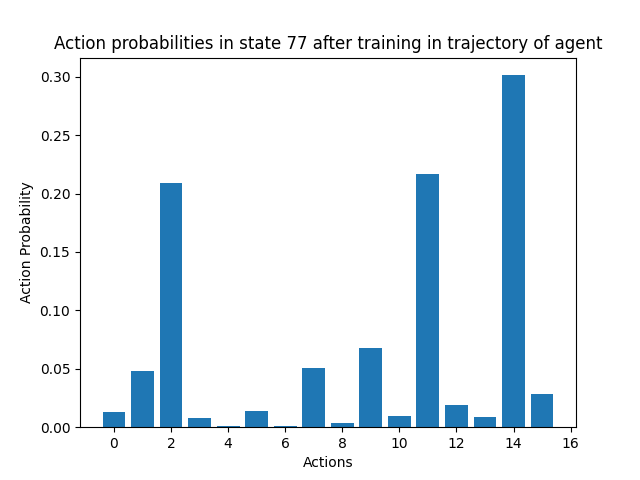 Action probabilities in state 77 after training in trajectory of agent
0.30
0.25
0.20
0.15
0.10
0.05
0.00
Action Probability
0 2 4 6 8 10 12 14 16
Actions